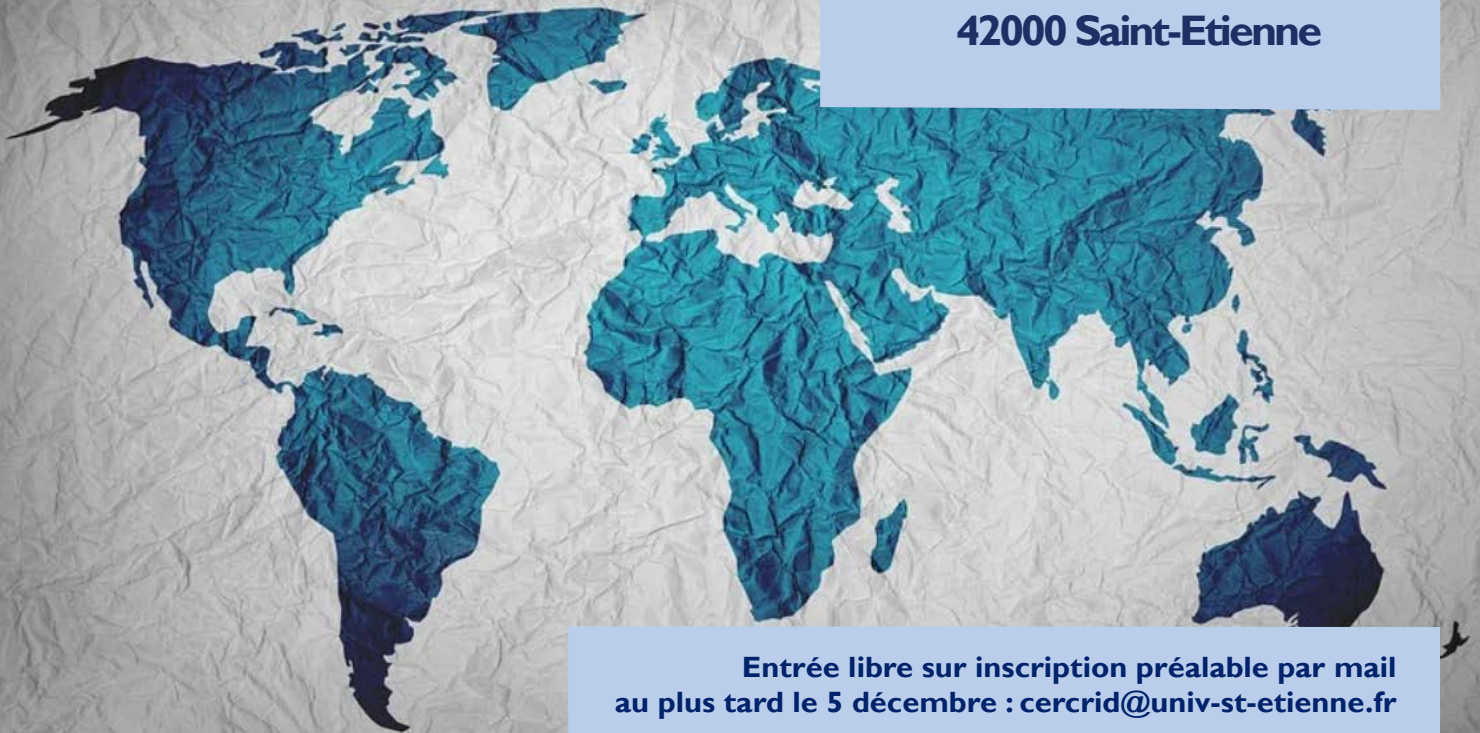 42000 Saint-Etienne
Entrée libre sur inscription préalable par mail
au plus tard le 5 décembre : cercrid@univ-st-etienne.fr